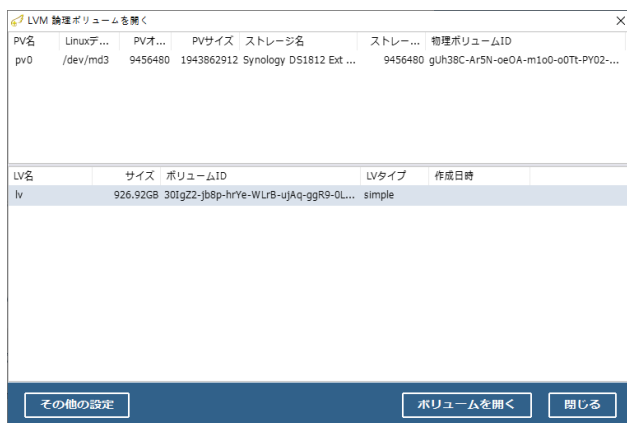 LVM 論理ボリュームを開く
PV名 Linuxデ... PVオ... PVサイズ ストレージ名 ストレー... 物理ボリュームID
pv0 /dev/md3 9456480 1943862912 Synology DS1812 Ext ... 9456480 gUh38C-Ar5N-oeOA-m1o0-o0Tt-PY02-...
LV名 サイズ ボリュームID LVタイプ 作成日時
lv 926.92GB 30IgZ2-jb8p-hrYe-WLrB-ujAq-ggR9-0L... simple
その他の設定 ボリュームを開く 閉じる